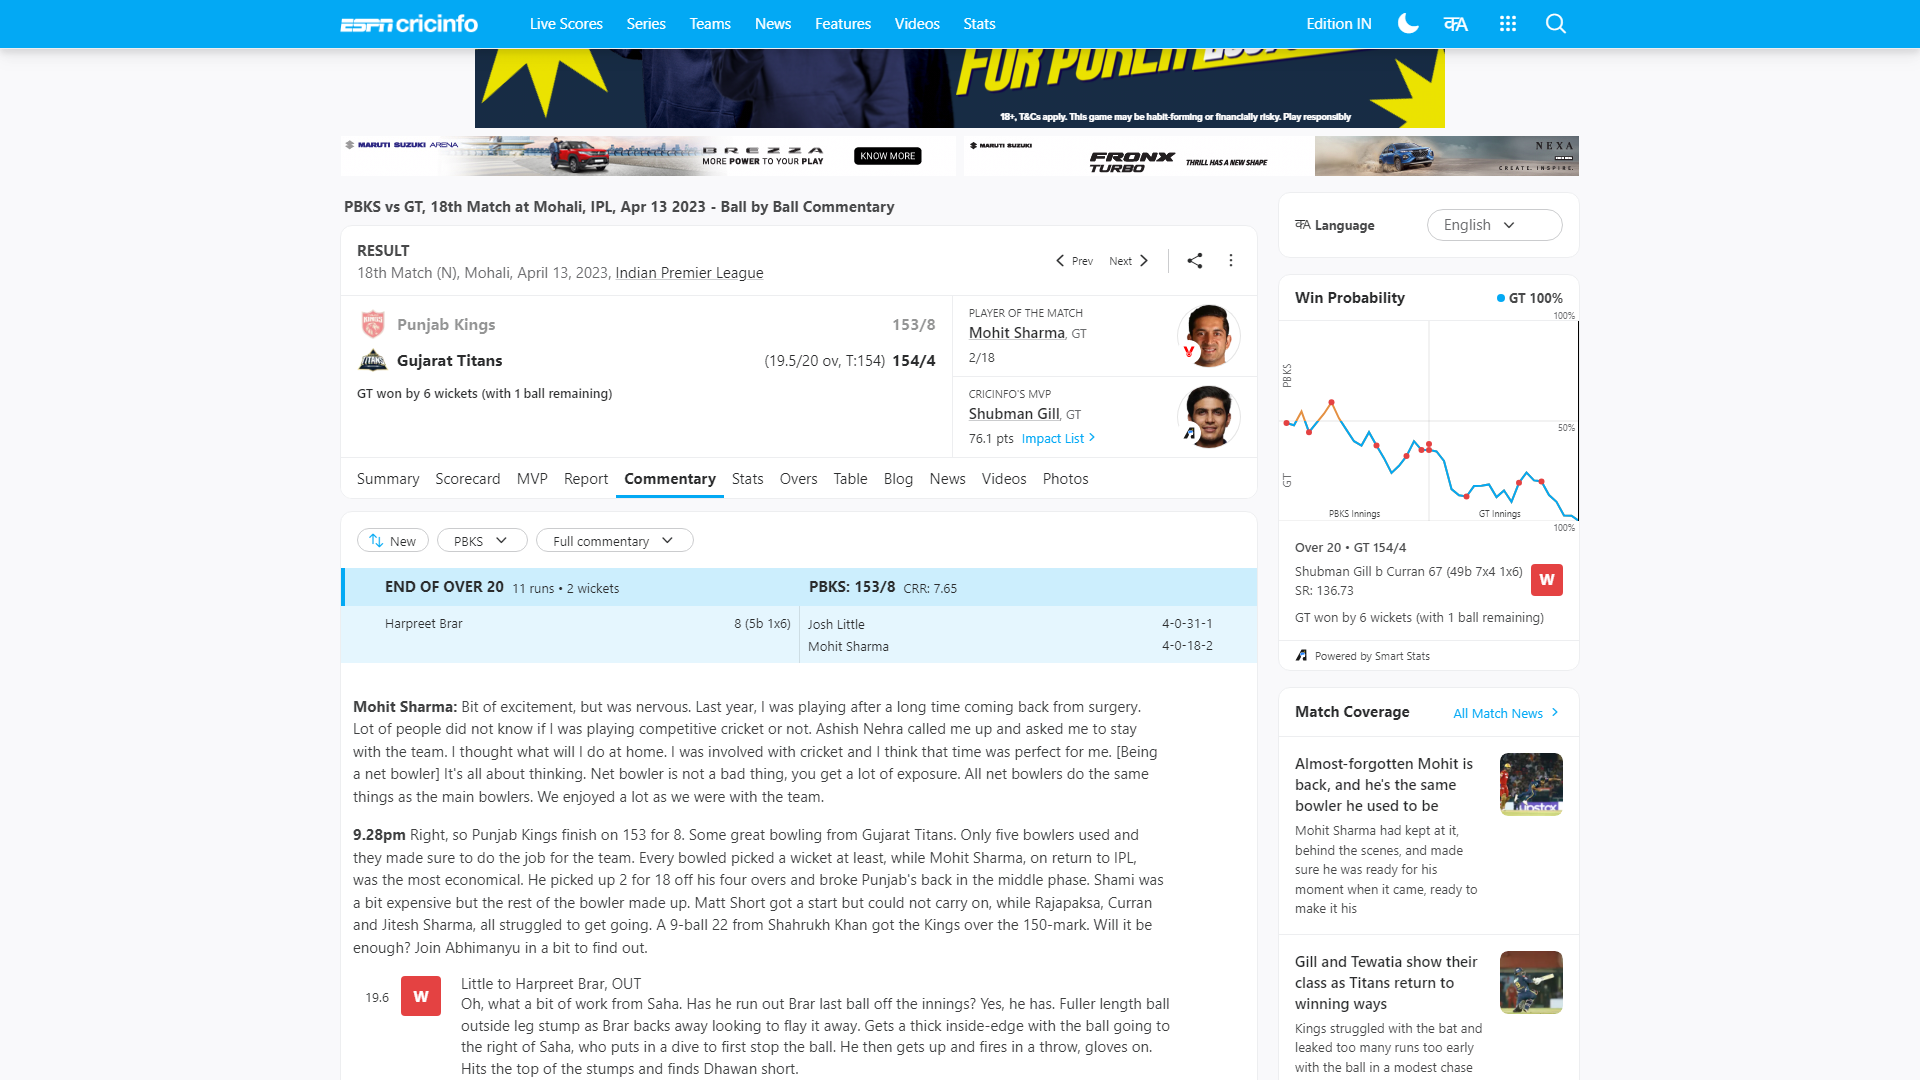 ESPN cricinfo
Live Scores Series Teams News Features Videos Stats
Edition IN
18+, T&Cs apply. This game may be habit-forming or financially risky. Play responsibly
MARUTI SUZUKI ARENA
BREZZA
MORE POWER TO YOUR PLAY
KNOW MORE
MARUTI SUZUKI
FRONX
TURBO
THRILL HAS A NEW SHAPE
NEXA
CREATE. INSPIRE.
PBKS vs GT, 18th Match at Mohali, IPL, Apr 13 2023 - Ball by Ball Commentary
RESULT
18th Match (N), Mohali, April 13, 2023, Indian Premier League
Prev Next
Punjab Kings 153/8
Gujarat Titans (19.5/20 ov, T:154) 154/4
GT won by 6 wickets (with 1 ball remaining)
PLAYER OF THE MATCH
Mohit Sharma, GT
2/18
CRICINFO'S MVP
Shubman Gill, GT
76.1 pts Impact List
Summary Scorecard MVP Report Commentary Stats Overs Table Blog News Videos Photos
New PBKS Full commentary
END OF OVER 20 11 runs • 2 wickets PBKS: 153/8 CRR: 7.65
Harpreet Brar 8 (5b 1x6) Josh Little 4-0-31-1
Mohit Sharma 4-0-18-2
Mohit Sharma: Bit of excitement, but was nervous. Last year, I was playing after a long time coming back from surgery.
Lot of people did not know if I was playing competitive cricket or not. Ashish Nehra called me up and asked me to stay
with the team. I thought what will I do at home. I was involved with cricket and I think that time was perfect for me. [Being
a net bowler] It's all about thinking. Net bowler is not a bad thing, you get a lot of exposure. All net bowlers do the same
things as the main bowlers. We enjoyed a lot as we were with the team.
9.28pm Right, so Punjab Kings finish on 153 for 8. Some great bowling from Gujarat Titans. Only five bowlers used and
they made sure to do the job for the team. Every bowled picked a wicket at least, while Mohit Sharma, on return to IPL,
was the most economical. He picked up 2 for 18 off his four overs and broke Punjab's back in the middle phase. Shami was
a bit expensive but the rest of the bowler made up. Matt Short got a start but could not carry on, while Rajapaksa, Curran
and Jitesh Sharma, all struggled to get going. A 9-ball 22 from Shahrukh Khan got the Kings over the 150-mark. Will it be
enough? Join Abhimanyu in a bit to find out.
19.6 W Little to Harpreet Brar, OUT
Oh, what a bit of work from Saha. Has he run out Brar last ball off the innings? Yes, he has. Fuller length ball
outside leg stump as Brar backs away looking to flay it away. Gets a thick inside-edge with the ball going to
the right of Saha, who puts in a dive to first stop the ball. He then gets up and fires in a throw, gloves on.
Hits the top of the stumps and finds Dhawan short.
Language English
Win Probability GT 100%
100%
PBKS
50%
GT
PBKS Innings GT Innings
100%
Over 20 • GT 154/4
Shubman Gill b Curran 67 (49b 7x4 1x6)
SR: 136.73
W
GT won by 6 wickets (with 1 ball remaining)
Powered by Smart Stats
Match Coverage All Match News
Almost-forgotten Mohit is
back, and he's the same
bowler he used to be
Mohit Sharma had kept at it,
behind the scenes, and made
sure he was ready for his
moment when it came, ready to
make it his
Gill and Tewatia show their
class as Titans return to
winning ways
Kings struggled with the bat and
leaked too many runs too early
with the ball in a modest chase